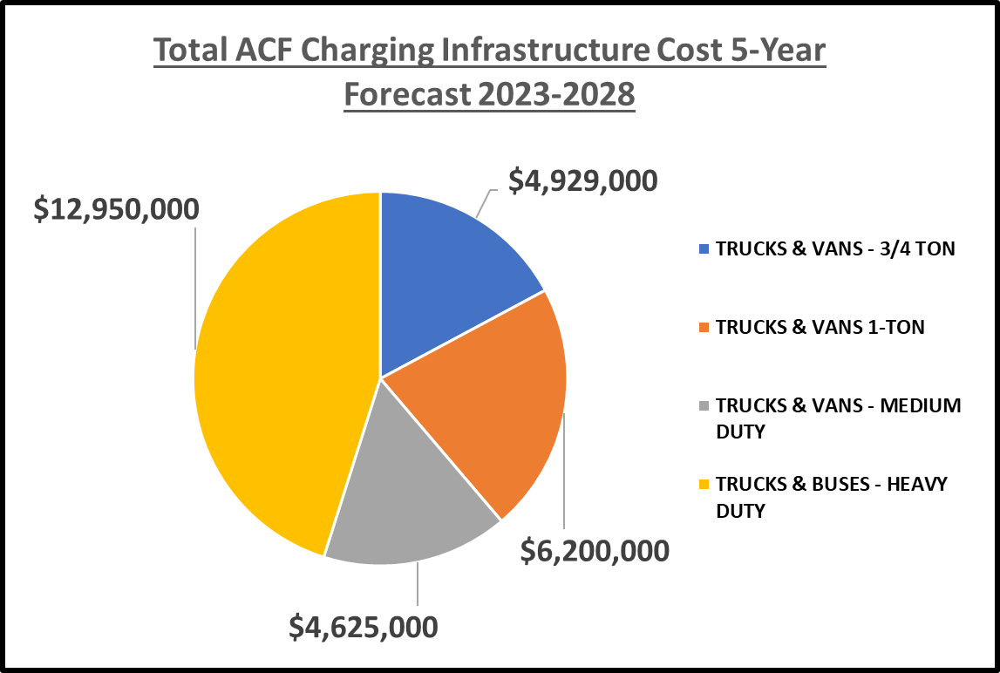 Total ACF Charging Infrastructure Cost 5-Year
Forecast 2023-2028
$4,929,000
$12,950,000
$6,200,000
$4,625,000
TRUCKS & VANS - 3/4 TON
TRUCKS & VANS 1-TON
TRUCKS & VANS - MEDIUM
DUTY
TRUCKS & BUSES - HEAVY
DUTY